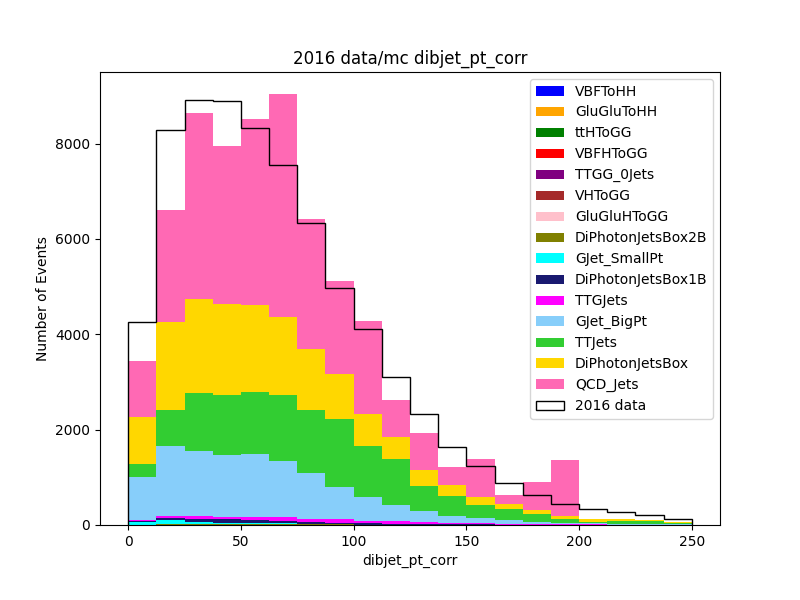 2016 data/mc dibjet_pt_corr
Number of Events
8000
6000
4000
2000
0
0
50
100
150
200
250
dibjet_pt_corr
VBFToHH
GluGluToHH
ttHToGG
VBFHToGG
TTGG_0Jets
VHToGG
GluGluHToGG
DiPhotonJetsBox2B
GJet_SmallPt
DiPhotonJetsBox1B
TTGJets
GJet_BigPt
TTJets
DiPhotonJetsBox
QCD_Jets
2016 data